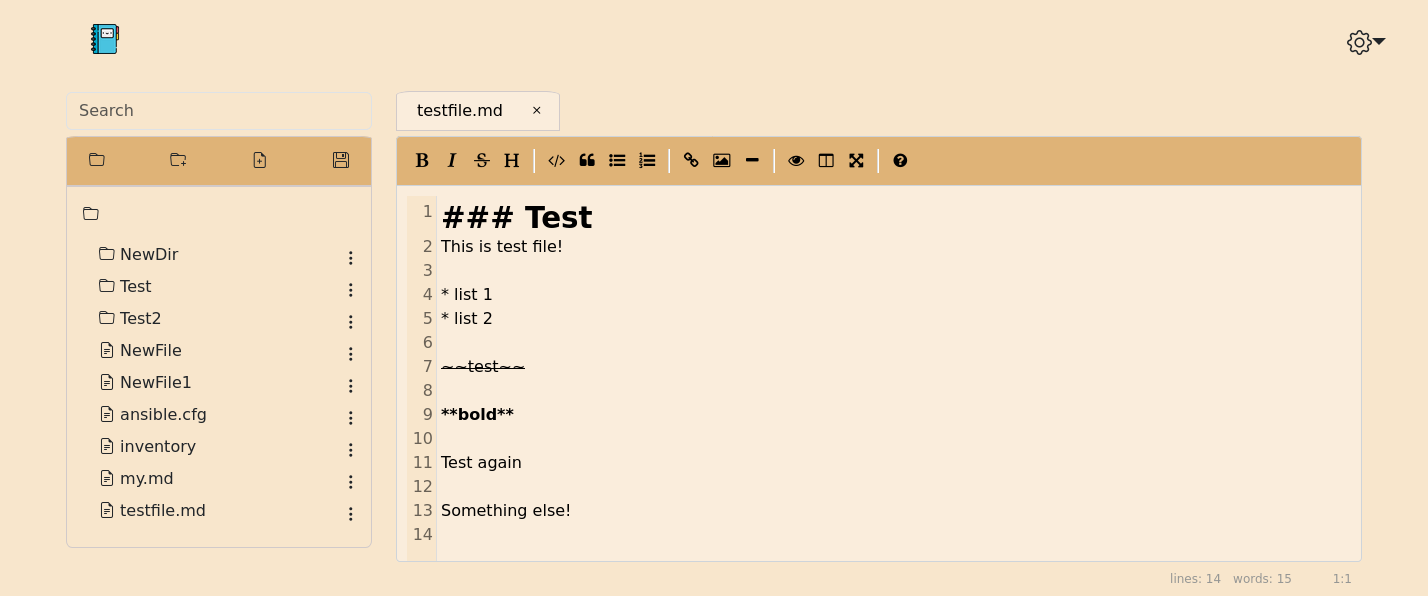 Search
testfile.md ×
B I S H
NewDir
Test
Test2
NewFile
NewFile1
ansible.cfg
inventory
my.md
testfile.md
1 ### Test
2 This is test file!
3
4 * list 1
5 * list 2
6
7 ~~test~~
8
9 **bold**
10
11 Test again
12
13 Something else!
14
lines: 14 words: 15 1:1